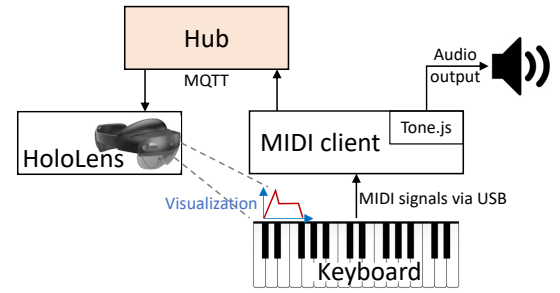 Hub
MQTT
Audio
output
HoloLens
MIDI client
Tone.js
Visualization
MIDI signals via USB
Keyboard